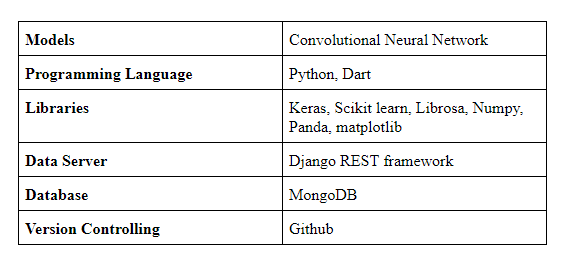 Models Convolutional Neural Network
Programming Language Python, Dart
Libraries Keras, Scikit learn, Librosa, Numpy,
Panda, matplotlib
Data Server Django REST framework
Database MongoDB
Version Controlling Github